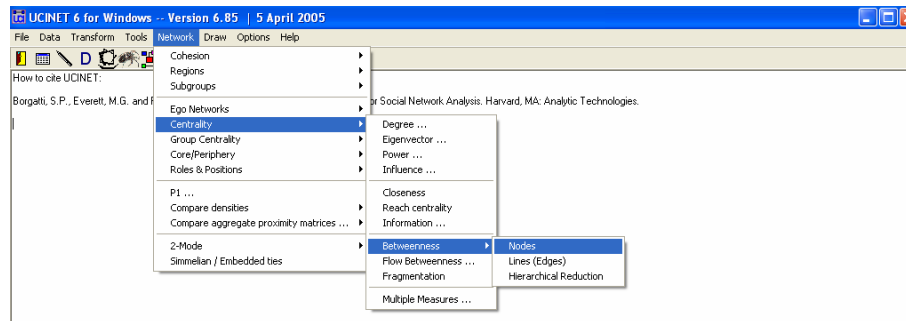 UCINET 6 for Windows -- Version 6.85 | 5 April 2005
File Data Transform Tools Network Draw Options Help
D
How to cite UCINET:
Borgatti, S.P., Everett, M.G. and
r Social Network Analysis. Harvard, MA: Analytic Technologies.
Cohesion
Regions
Subgroups
Ego Networks
Centrality
Group Centrality
Core/Periphery
Roles & Positions
P1 ...
Compare densities
Compare aggregate proximity matrices ...
2-Mode
Simmelian / Embedded ties
Degree ...
Eigenvector ...
Power ...
Influence ...
Closeness
Reach centrality
Information ...
Betweenness
Flow Betweenness ...
Fragmentation
Multiple Measures ...
Nodes
Lines (Edges)
Hierarchical Reduction